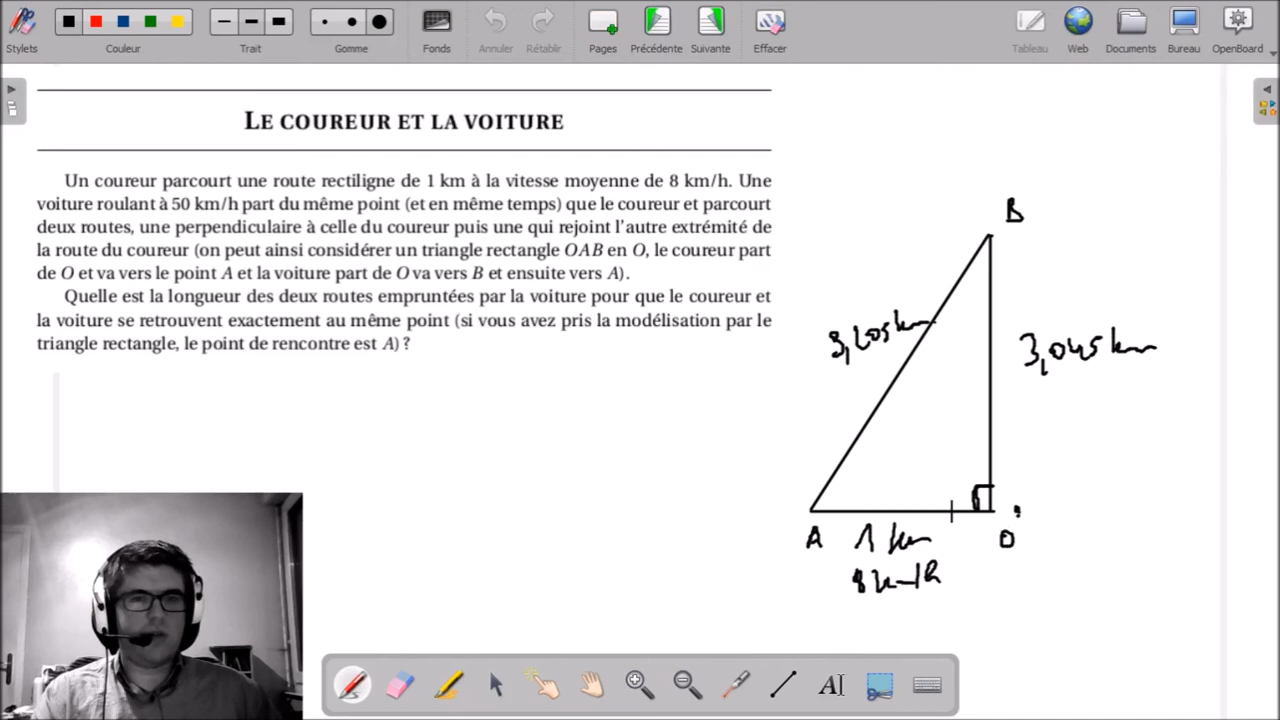 Stylets
Couleur
Trait
Gomme
Fonds
Annuler
Rétablir
Pages
Précédente
Suivante
Effacer
Tableau
Web
Documents
Bureau
OpenBoard
LE COUREUR ET LA VOITURE
Un coureur parcourt une route rectiligne de 1 km à la vitesse moyenne de 8 km/h. Une
voiture roulant à 50 km/h part du même point (et en même temps) que le coureur et parcourt
deux routes, une perpendiculaire à celle du coureur puis une qui rejoint l'autre extrémité de
la route du coureur (on peut ainsi considérer un triangle rectangle OAB en O, le coureur part
de O et va vers le point A et la voiture part de O va vers B et ensuite vers A).
Quelle est la longueur des deux routes empruntées par la voiture pour que le coureur et
la voiture se retrouvent exactement au même point (si vous avez pris la modélisation par le
triangle rectangle, le point de rencontre est A) ?
B
3,205 km
3,045 km
A
1 km
O
8 km/h
AI